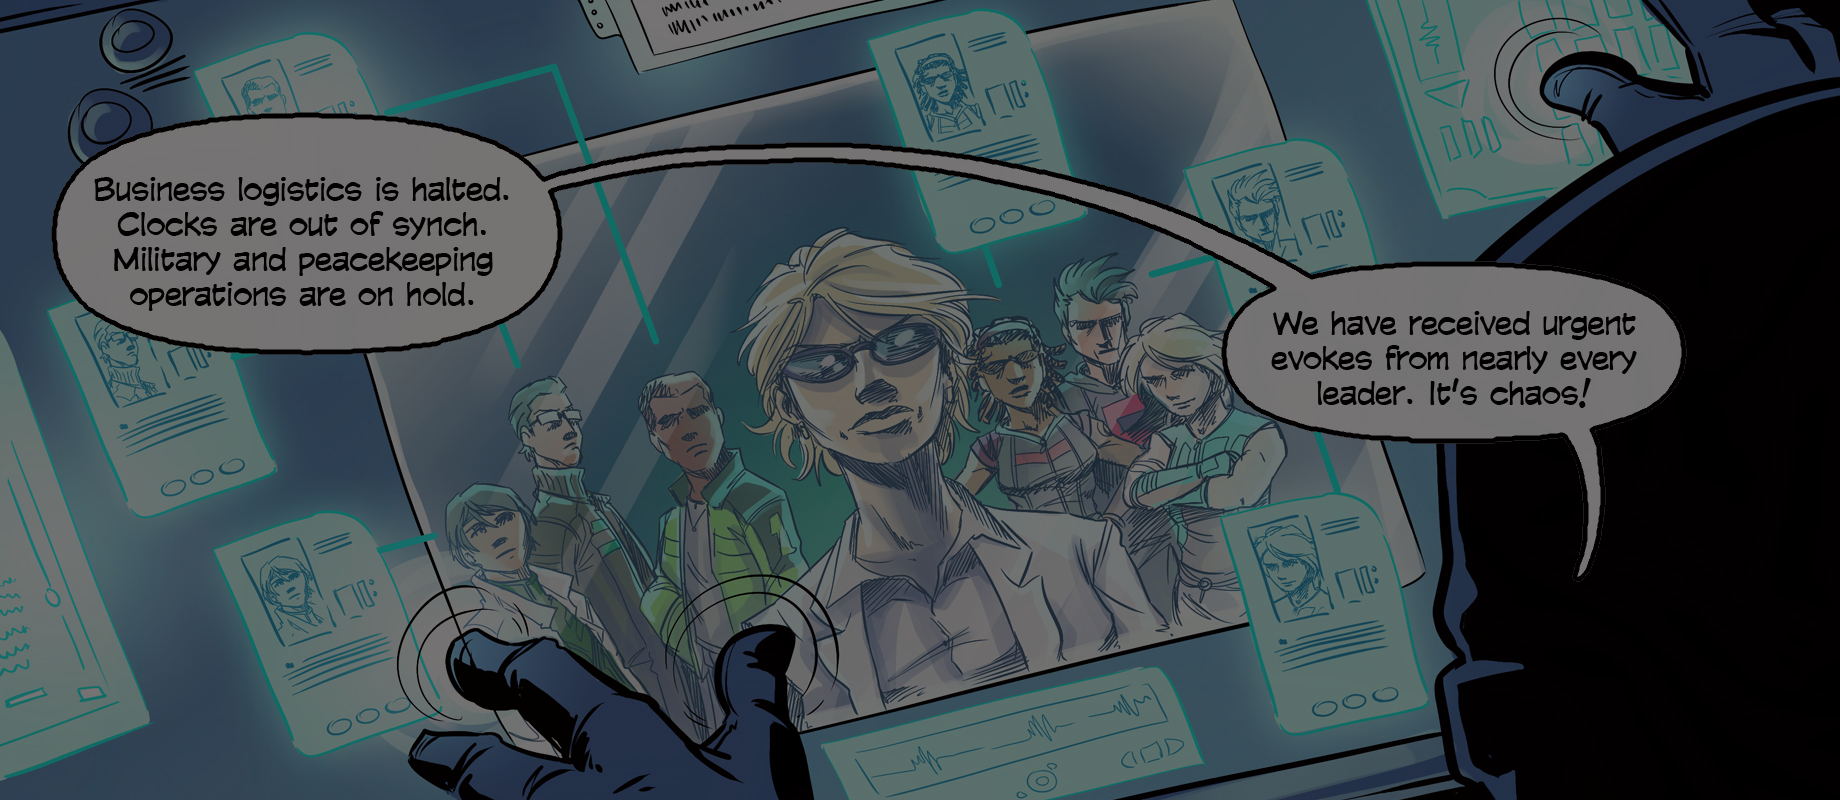 Business logistics is halted.
Clocks are out of synch.
Military and peacekeeping
operations are on hold.
We have received urgent
evokes from nearly every
leader. It's chaos!